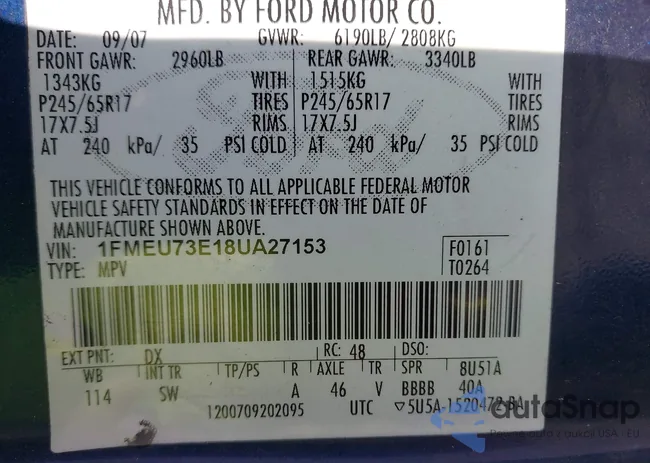 MFD. BY FORD MOTOR CO.
DATE: 09/07 GVWR: 6190LB/ 2808KG
FRONT GAWR: 2960LB REAR GAWR: 3340LB
1343KG WITH 1515KG WITH
P245/65R17 TIRES P245/65R17 TIRES
17X7.5J RIMS 17X7.5J RIMS
AT 240 kPa/ 35 PSI COLD AT 240 kPa/ 35 PSI COLD
THIS VEHICLE CONFORMS TO ALL APPLICABLE FEDERAL MOTOR
VEHICLE SAFETY STANDARDS IN EFFECT ON THE DATE OF
MANUFACTURE SHOWN ABOVE.
VIN: 1FMEU73E18UA27153 F0161
TYPE: MPV T0264
EXT PNT: DX RC: 48 DSO:
WB INT TR TP/PS R AXLE TR SPR 8U51A
114 SW A 46 V BBBB 40A
1200709202095 UTC ▽5U5A-1520472-BA
autoSnap